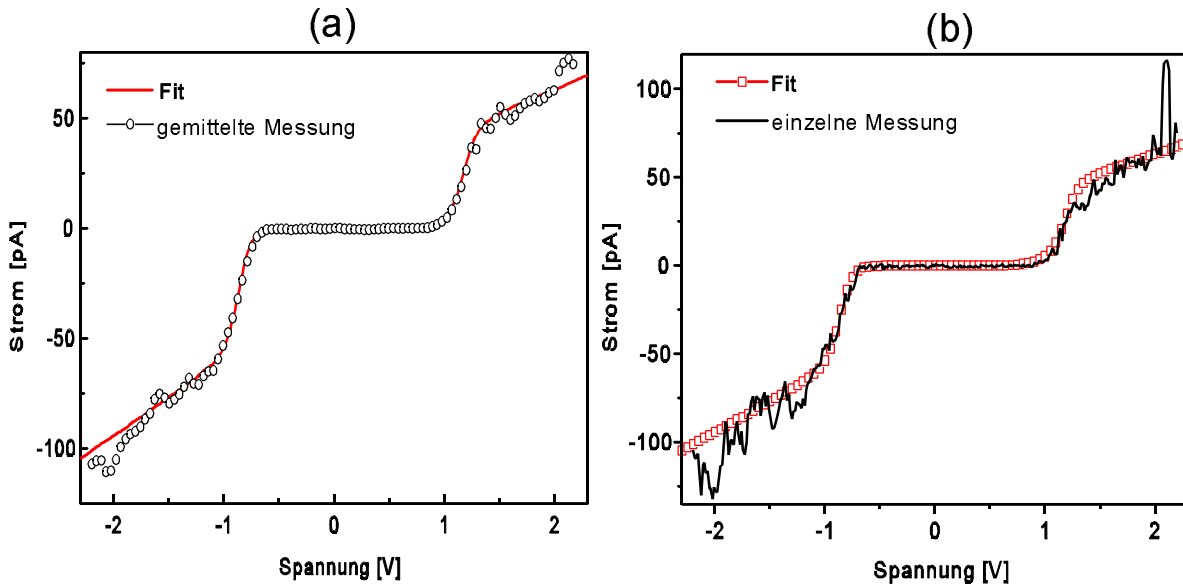 (a)
Fit
gemittelte Messung
50
0
-50
-100
Strom [pA]
-2
-1
0
1
2
Spannung [V]
(b)
Fit
einzelne Messung
100
50
0
-50
-100
Strom [pA]
-2
-1
0
1
2
Spannung [V]